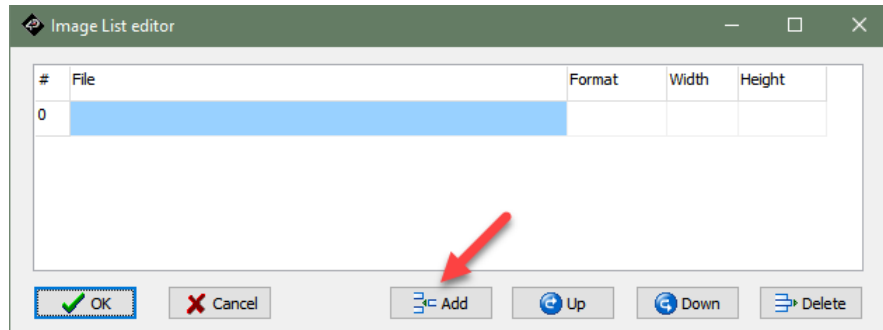 Image List editor
# File Format Width Height
0
OK Cancel Add Up Down Delete